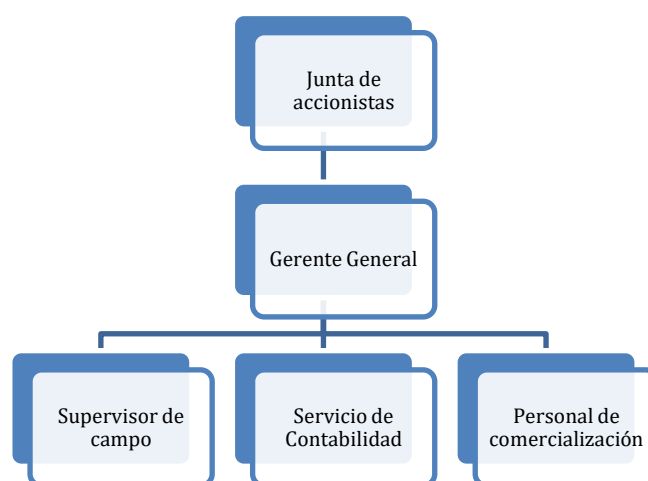 Junta de
accionistas
Gerente General
Supervisor de
campo
Servicio de
Contabilidad
Personal de
comercialización